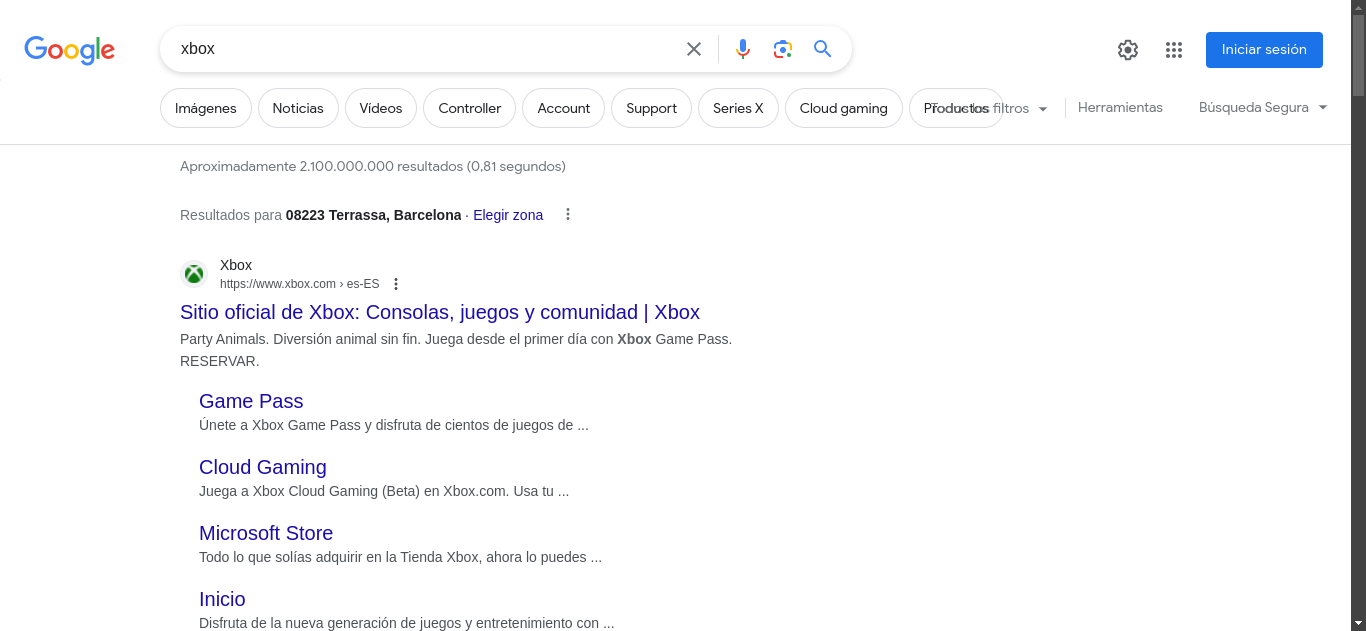 Google
xbox
Iniciar sesión
Imágenes
Noticias
Vídeos
Controller
Account
Support
Series X
Cloud gaming
Productos
Todos los filtros
Herramientas
Búsqueda Segura
Aproximadamente 2.100.000.000 resultados (0,81 segundos)
Resultados para 08223 Terrassa, Barcelona · Elegir zona
Xbox
https://www.xbox.com › es-ES
Sitio oficial de Xbox: Consolas, juegos y comunidad | Xbox
Party Animals. Diversión animal sin fin. Juega desde el primer día con Xbox Game Pass.
RESERVAR.
Game Pass
Únete a Xbox Game Pass y disfruta de cientos de juegos de ...
Cloud Gaming
Juega a Xbox Cloud Gaming (Beta) en Xbox.com. Usa tu ...
Microsoft Store
Todo lo que solías adquirir en la Tienda Xbox, ahora lo puedes ...
Inicio
Disfruta de la nueva generación de juegos y entretenimiento con ...